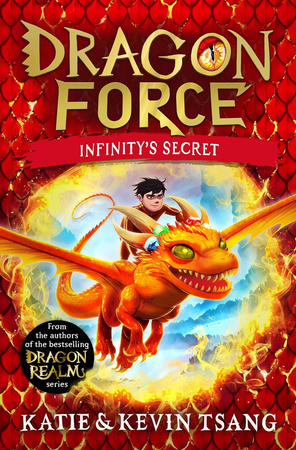 DRAGON
FORCE
INFINITY'S SECRET
From
the authors
of the bestselling
DRAGON
REALM
series
KATIE & KEVIN TSANG